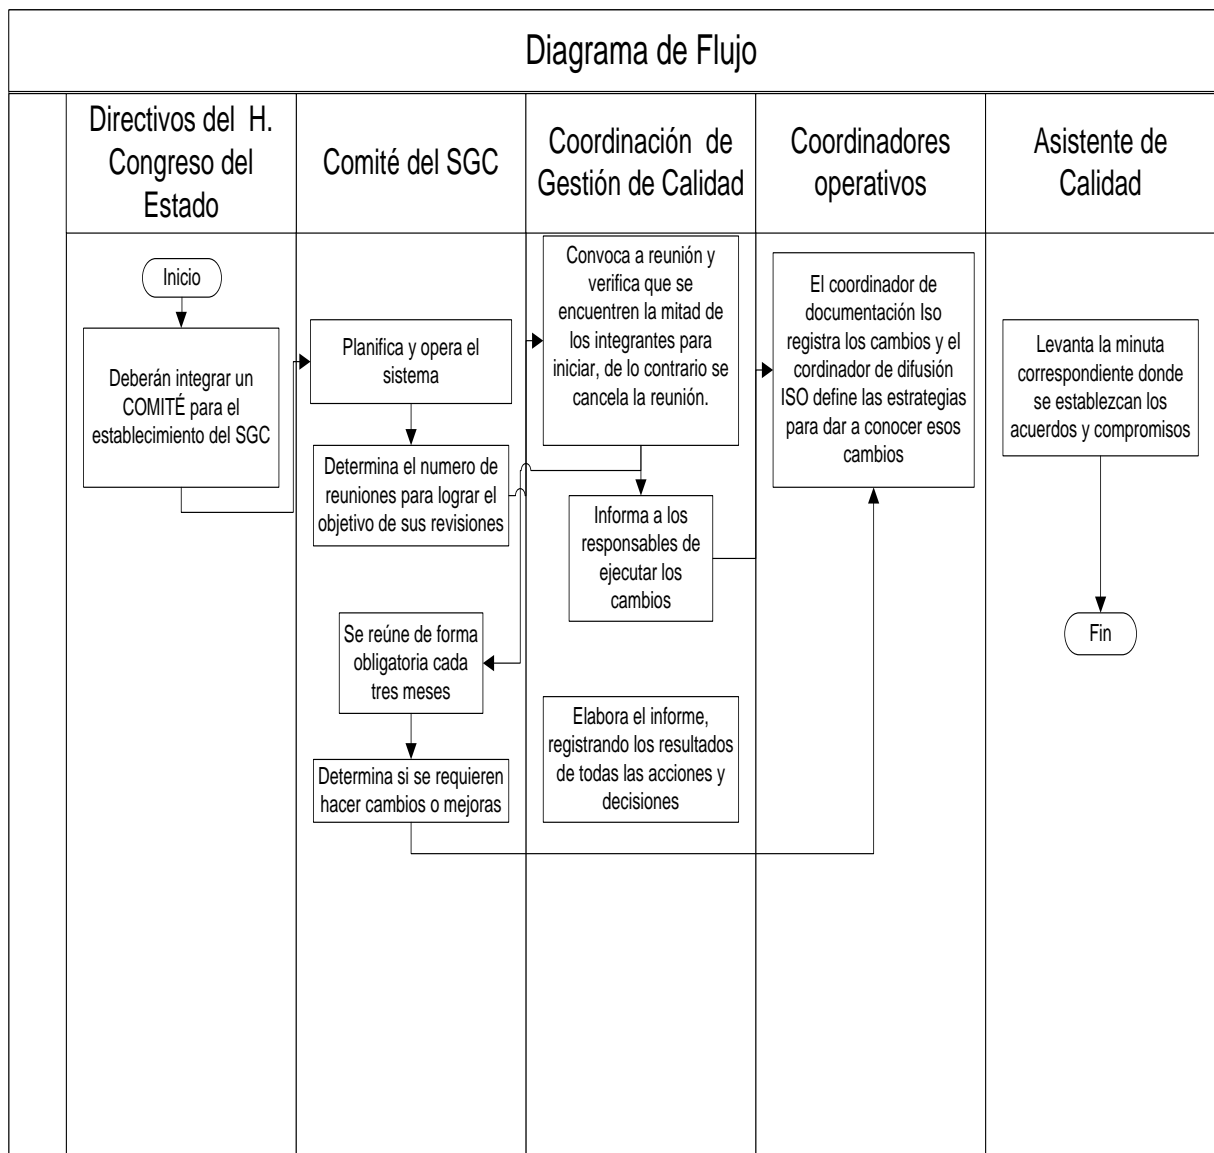 Diagrama de Flujo
Directivos del H.
Congreso del
Estado
Comité del SGC
Coordinación de
Gestión de Calidad
Coordinadores
operativos
Asistente de
Calidad
Inicio
Deberán integrar un
COMITÉ para el
establecimiento del SGC
Planifica y opera el
sistema
Determina el numero de
reuniones para lograr el
objetivo de sus revisiones
Se reúne de forma
obligatoria cada
tres meses
Determina si se requieren
hacer cambios o mejoras
Convoca a reunión y
verifica que se
encuentren la mitad de
los integrantes para
iniciar, de lo contrario se
cancela la reunión.
Informa a los
responsables de
ejecutar los
cambios
Elabora el informe,
registrando los resultados
de todas las acciones y
decisiones
El coordinador de
documentación Iso
registra los cambios y el
cordinador de difusión
ISO define las estrategias
para dar a conocer esos
cambios
Levanta la minuta
correspondiente donde
se establezcan los
acuerdos y compromisos
Fin